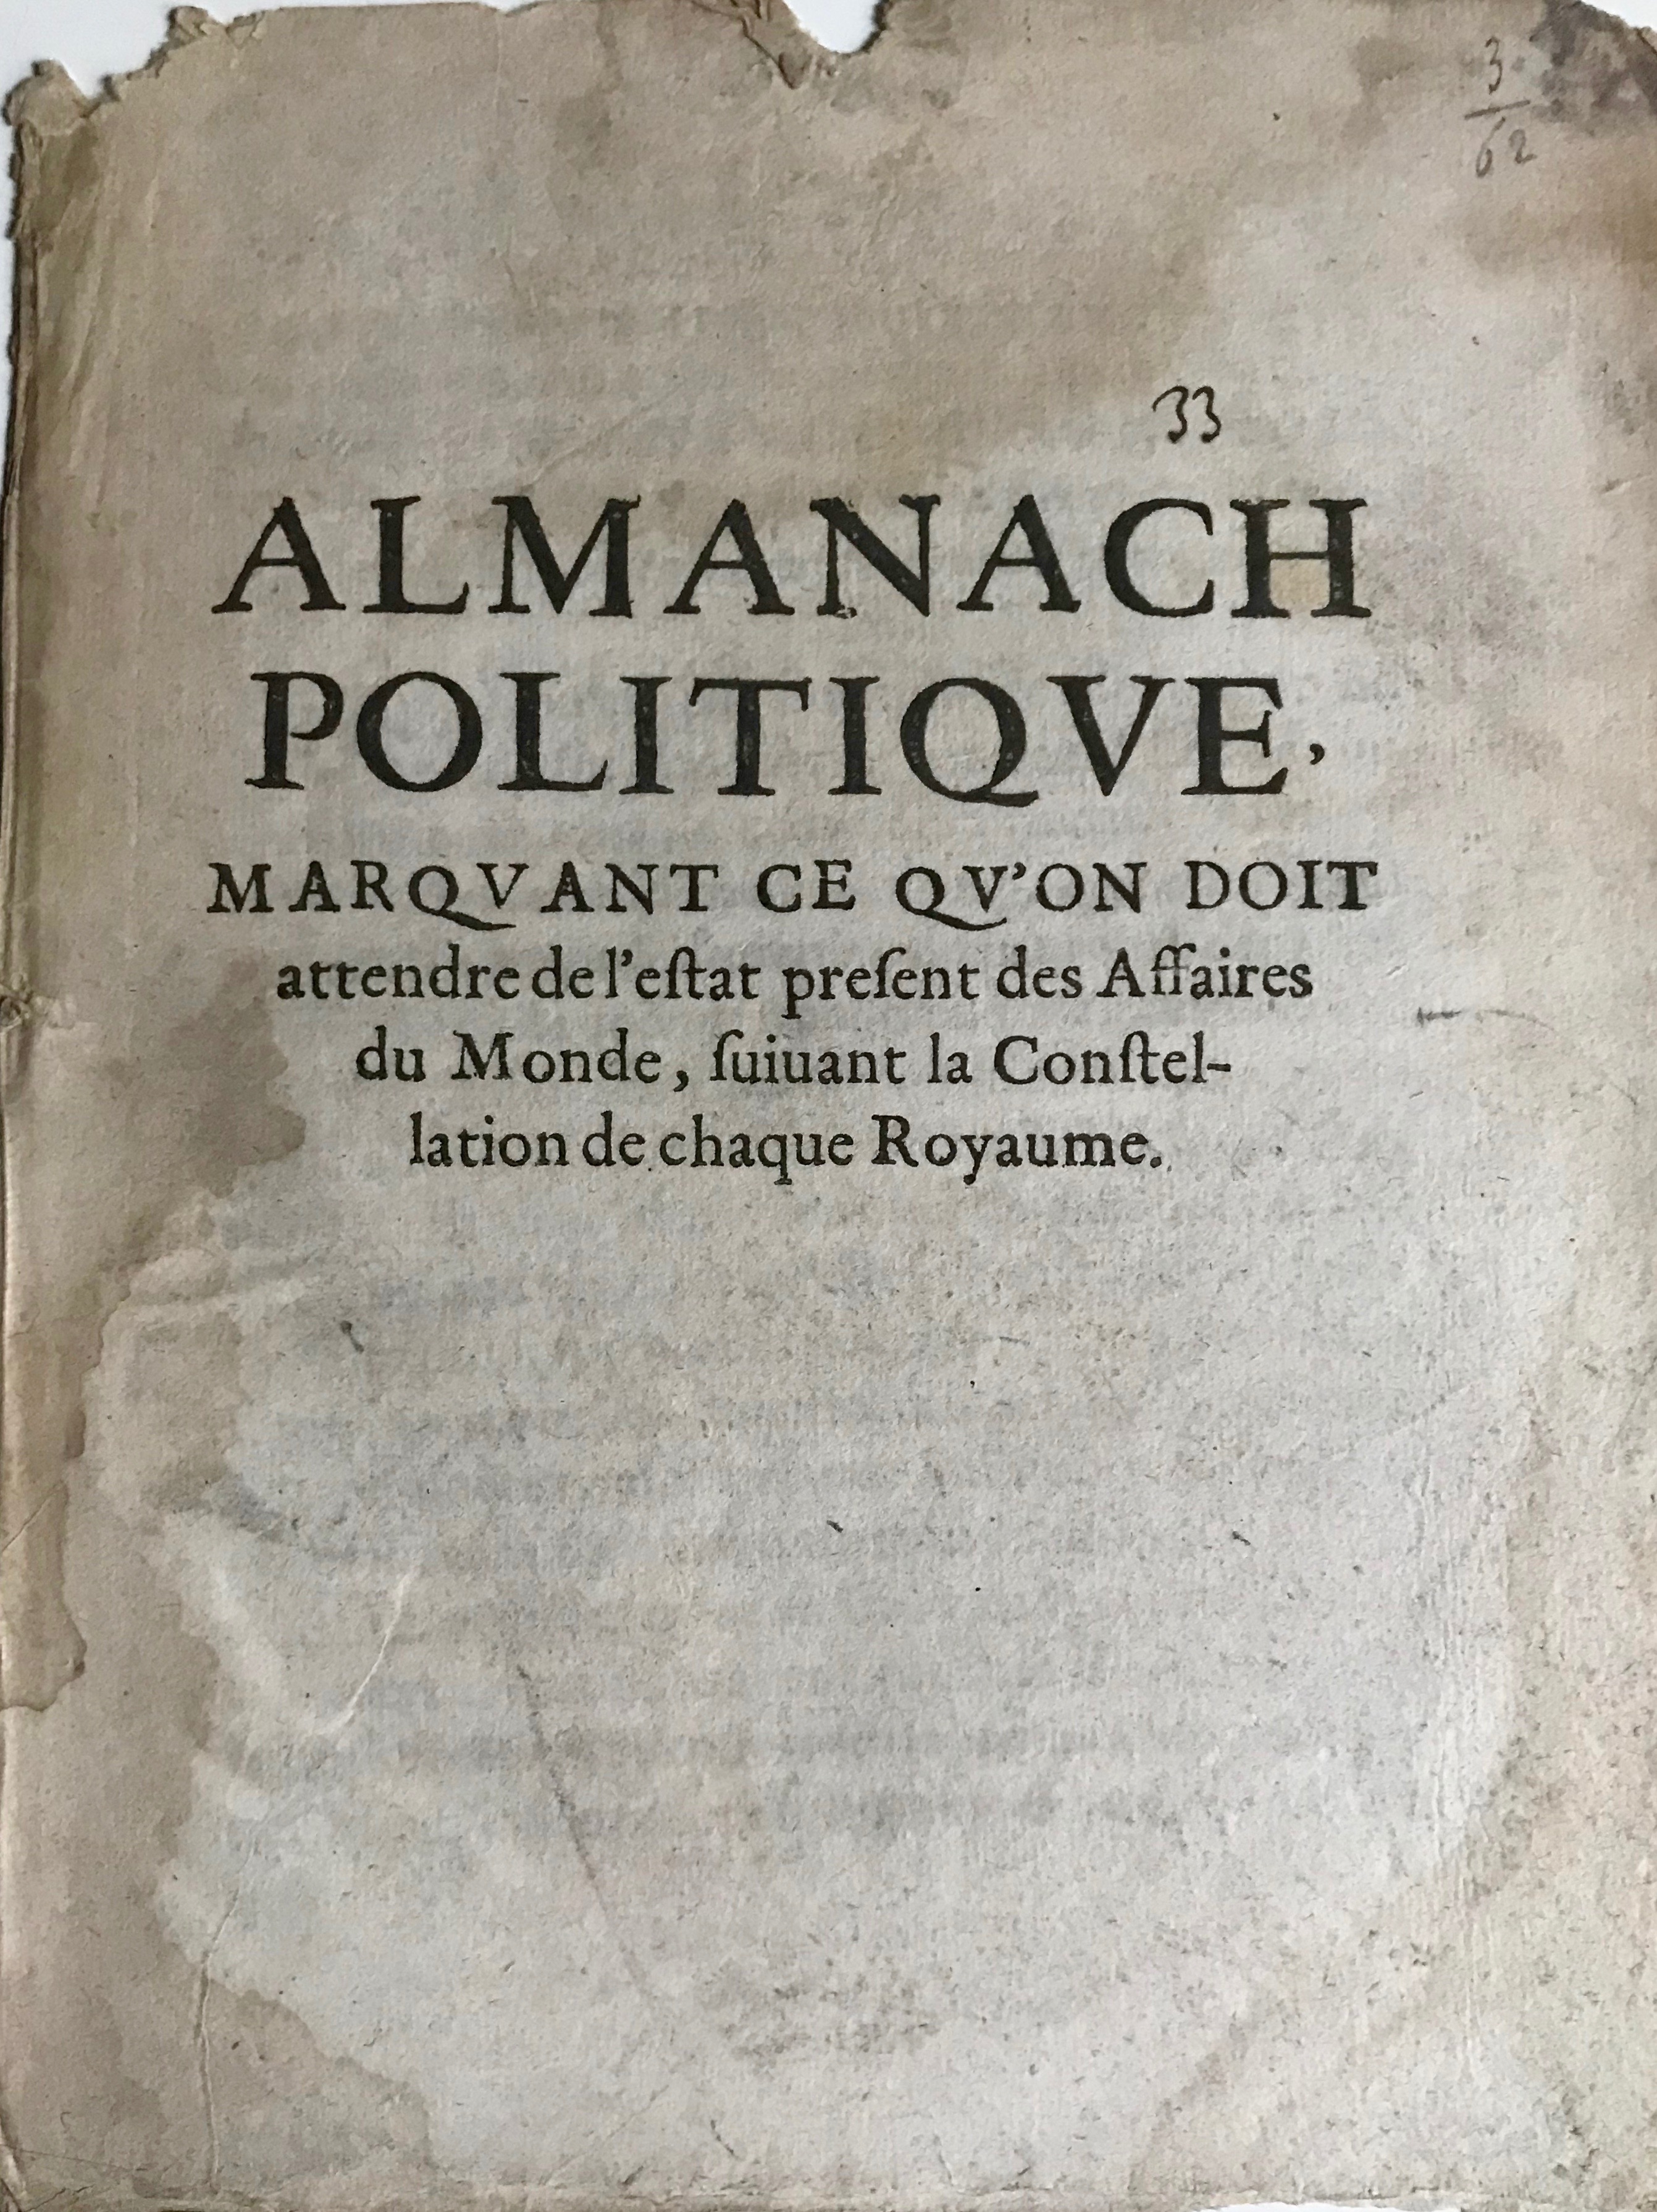 3
62
33
ALMANACH
POLITIQVE,
MARQVANT CE QV'ON DOIT
attendre de l'eſtat preſent des Affaires
du Monde, ſuiuant la Conſtel-
lation de chaque Royaume.